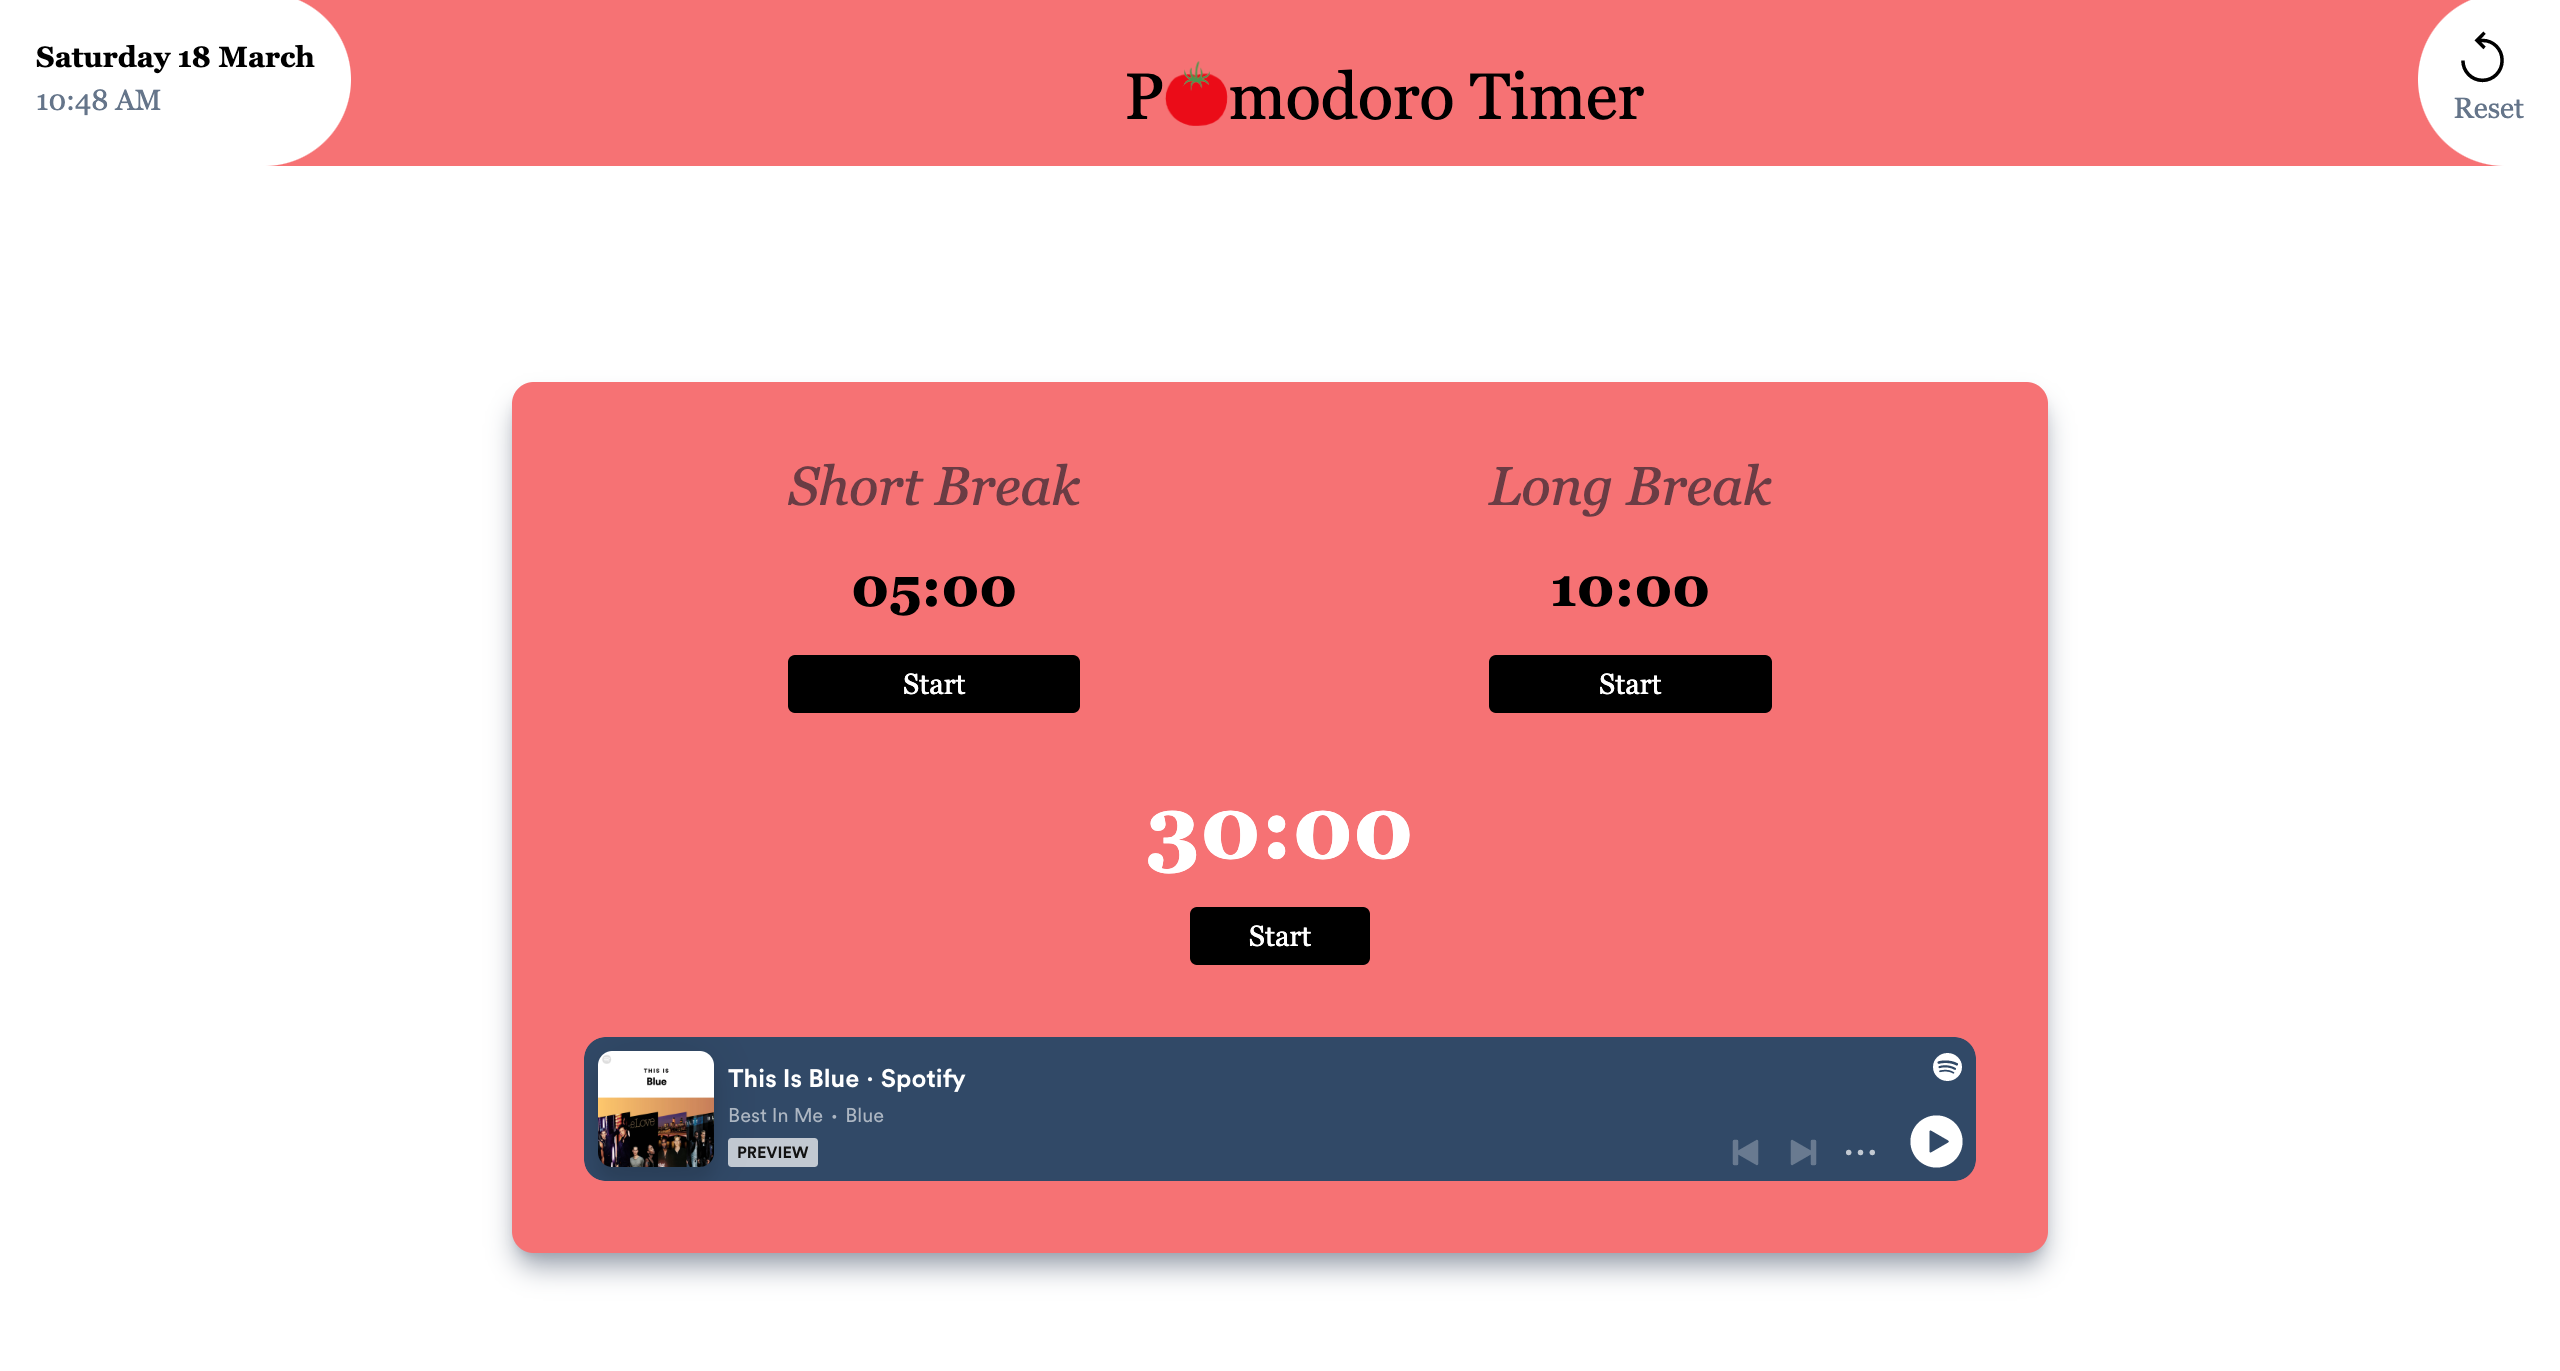 Saturday 18 March
10:48 AM
P🍅modoro Timer
Reset
Short Break
Long Break
05:00
10:00
Start
Start
30:00
Start
THIS IS
Blue
This Is Blue · Spotify
Best In Me · Blue
PREVIEW